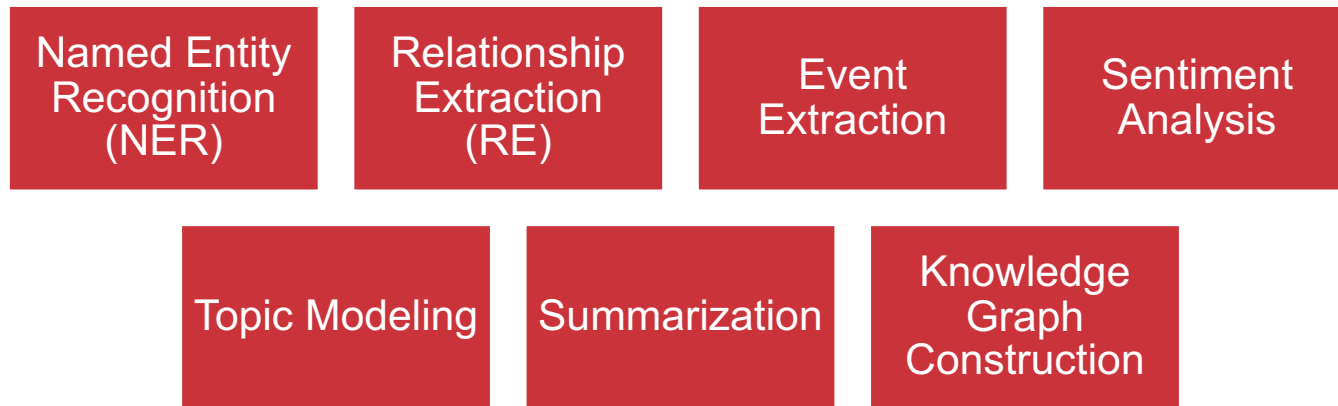 Named Entity
Recognition
(NER)
Relationship
Extraction
(RE)
Event
Extraction
Sentiment
Analysis
Topic Modeling
Summarization
Knowledge
Graph
Construction